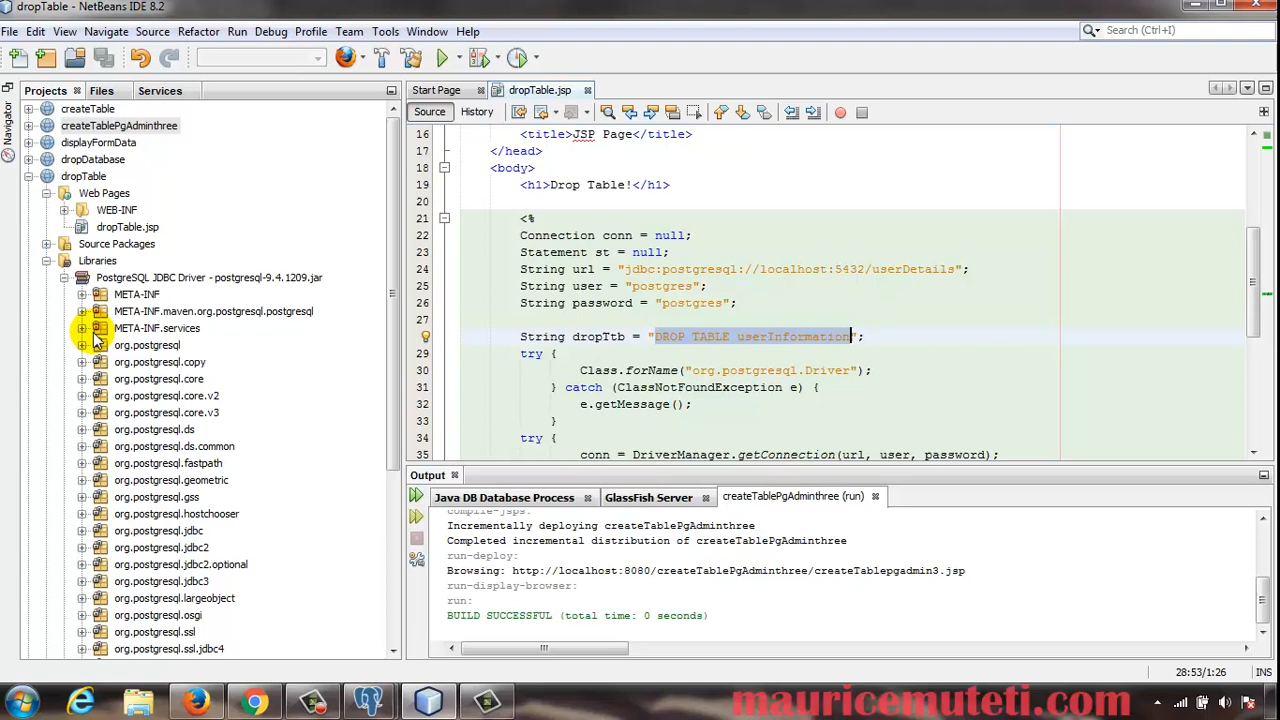 dropTable - NetBeans IDE 8.2
File Edit View Navigate Source Refactor Run Debug Profile Team Tools Window Help
Search (Ctrl+I)
Projects Files Services
Start Page dropTable.jsp
Navigator
Source History
createTable
createTablePgAdminthree
displayFormData
dropDatabase
dropTable
Web Pages
WEB-INF
dropTable.jsp
Source Packages
Libraries
PostgreSQL JDBC Driver - postgresql-9.4.1209.jar
META-INF
META-INF.maven.org.postgresql.postgresql
META-INF.services
org.postgresql
org.postgresql.copy
org.postgresql.core
org.postgresql.core.v2
org.postgresql.core.v3
org.postgresql.ds
org.postgresql.ds.common
org.postgresql.fastpath
org.postgresql.geometric
org.postgresql.gss
org.postgresql.hostchooser
org.postgresql.jdbc
org.postgresql.jdbc2
org.postgresql.jdbc2.optional
org.postgresql.jdbc3
org.postgresql.largeobject
org.postgresql.osgi
org.postgresql.ssl
org.postgresql.ssl.jdbc4
16 <title>JSP Page</title>
17 </head>
18 <body>
19 <h1>Drop Table!</h1>
20
21 <%
22 Connection conn = null;
23 Statement st = null;
24 String url = "jdbc:postgresql://localhost:5432/userDetails";
25 String user = "postgres";
26 String password = "postgres";
27
String dropTtb = "DROP TABLE userInformation";
29 try {
30 Class.forName("org.postgresql.Driver");
31 } catch (ClassNotFoundException e) {
32 e.getMessage();
33 }
34 try {
35 conn = DriverManager.getConnection(url, user, password);
Output
Java DB Database Process GlassFish Server createTablePgAdminthree (run)
compile-jsps:
Incrementally deploying createTablePgAdminthree
Completed incremental distribution of createTablePgAdminthree
run-deploy:
Browsing: http://localhost:8080/createTablePgAdminthree/createTablepgadmin3.jsp
run-display-browser:
run:
BUILD SUCCESSFUL (total time: 0 seconds)
28:53/1:26 INS
mauricemuteti.com